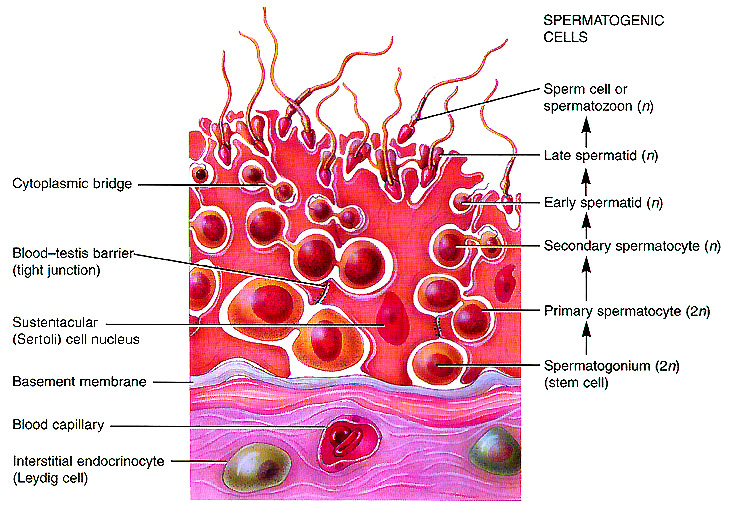 SPERMATOGENIC
CELLS
Sperm cell or
spermatozoon (n)
Late spermatid (n)
Early spermatid (n)
Secondary spermatocyte (n)
Primary spermatocyte (2n)
Spermatogonium (2n)
(stem cell)
Cytoplasmic bridge
Blood–testis barrier
(tight junction)
Sustentacular
(Sertoli) cell nucleus
Basement membrane
Blood capillary
Interstitial endocrinocyte
(Leydig cell)